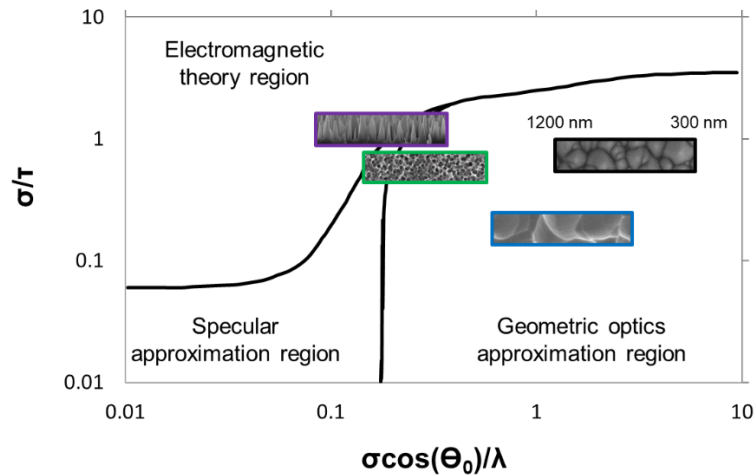 10
Electromagnetic
theory region
1200 nm 300 nm
1
σ/τ
0.1
Specular
approximation region
Geometric optics
approximation region
0.01
0.01 0.1 1 10
σcos(Θ₀)/λ